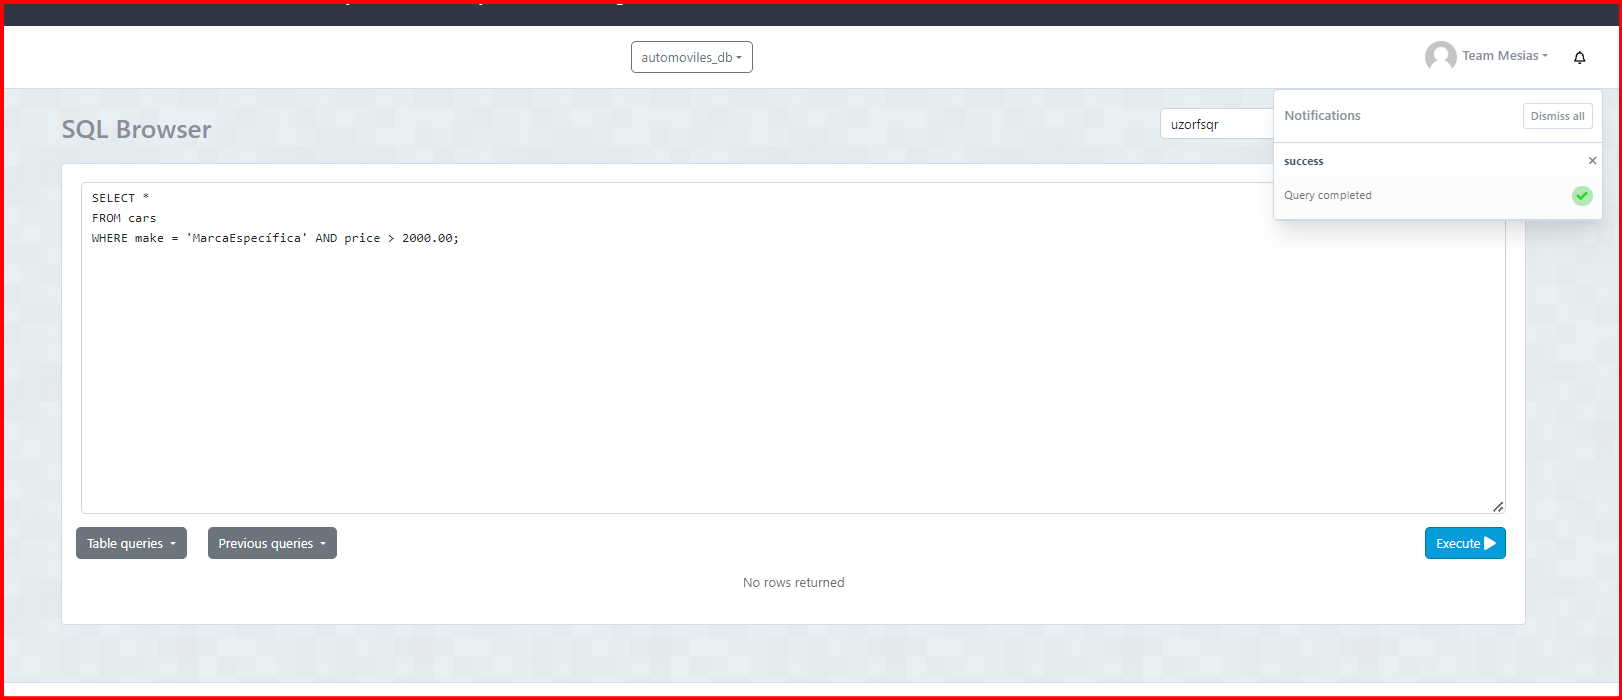 automoviles_db
Team Mesias
SQL Browser
uzorfsqr
Notifications
Dismiss all
success
Query completed
SELECT *
FROM cars
WHERE make = 'MarcaEspecífica' AND price > 2000.00;
Table queries
Previous queries
Execute
No rows returned